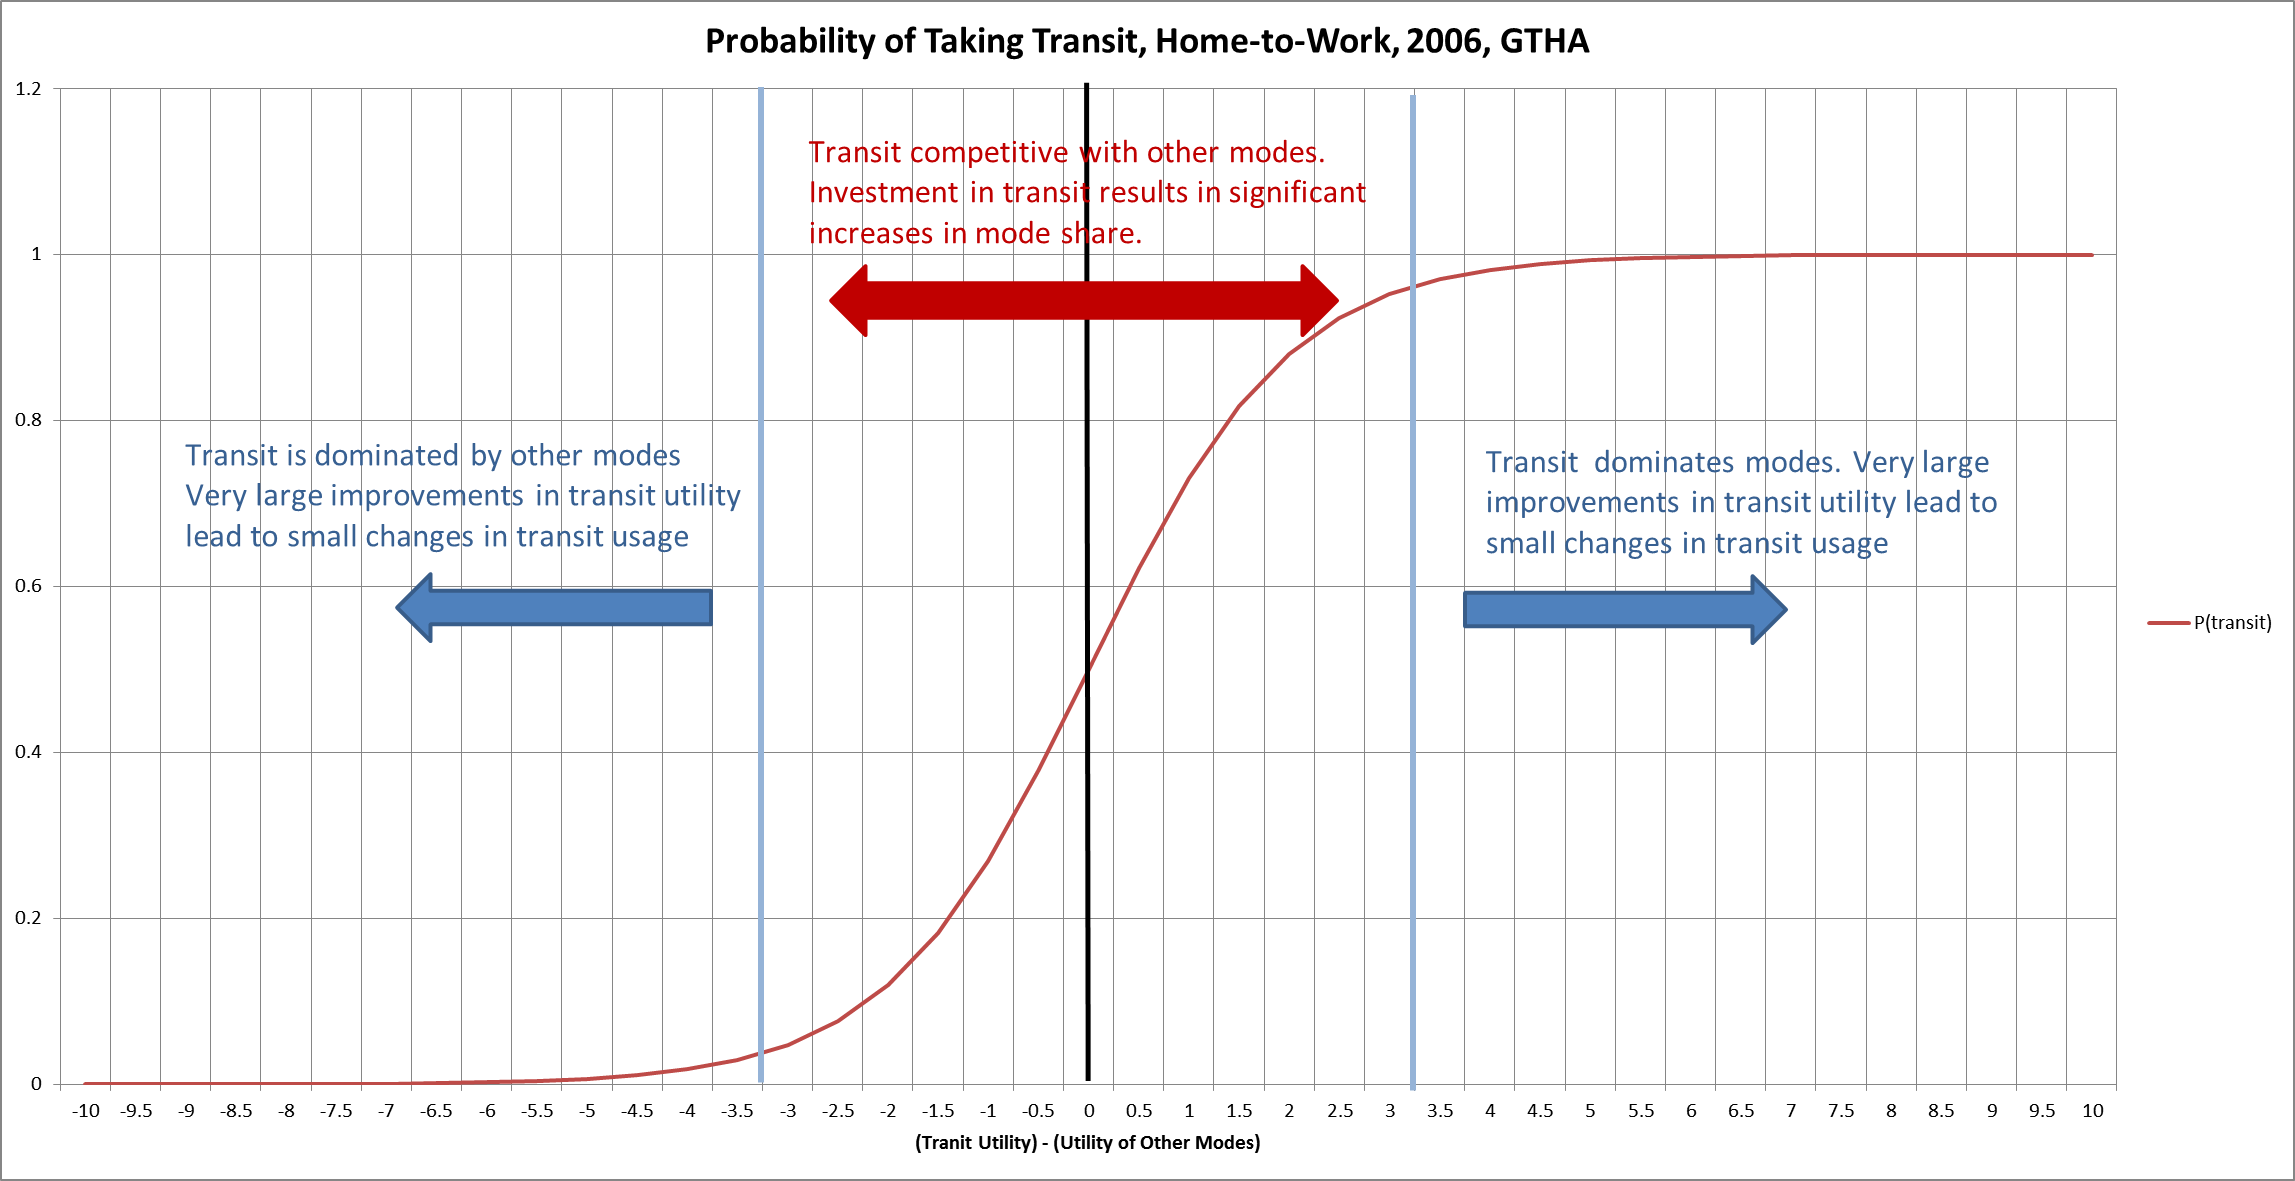 Probability of Taking Transit, Home-to-Work, 2006, GTHA
1.2
1
0.8
0.6
0.4
0.2
0
Transit competitive with other modes.
Investment in transit results in significant
increases in mode share.
Transit is dominated by other modes
Very large improvements in transit utility
lead to small changes in transit usage
Transit dominates modes. Very large
improvements in transit utility lead to
small changes in transit usage
P(transit)
-10 -9.5 -9 -8.5 -8 -7.5 -7 -6.5 -6 -5.5 -5 -4.5 -4 -3.5 -3 -2.5 -2 -1.5 -1 -0.5 0 0.5 1 1.5 2 2.5 3 3.5 4 4.5 5 5.5 6 6.5 7 7.5 8 8.5 9 9.5 10
(Tranit Utility) - (Utility of Other Modes)